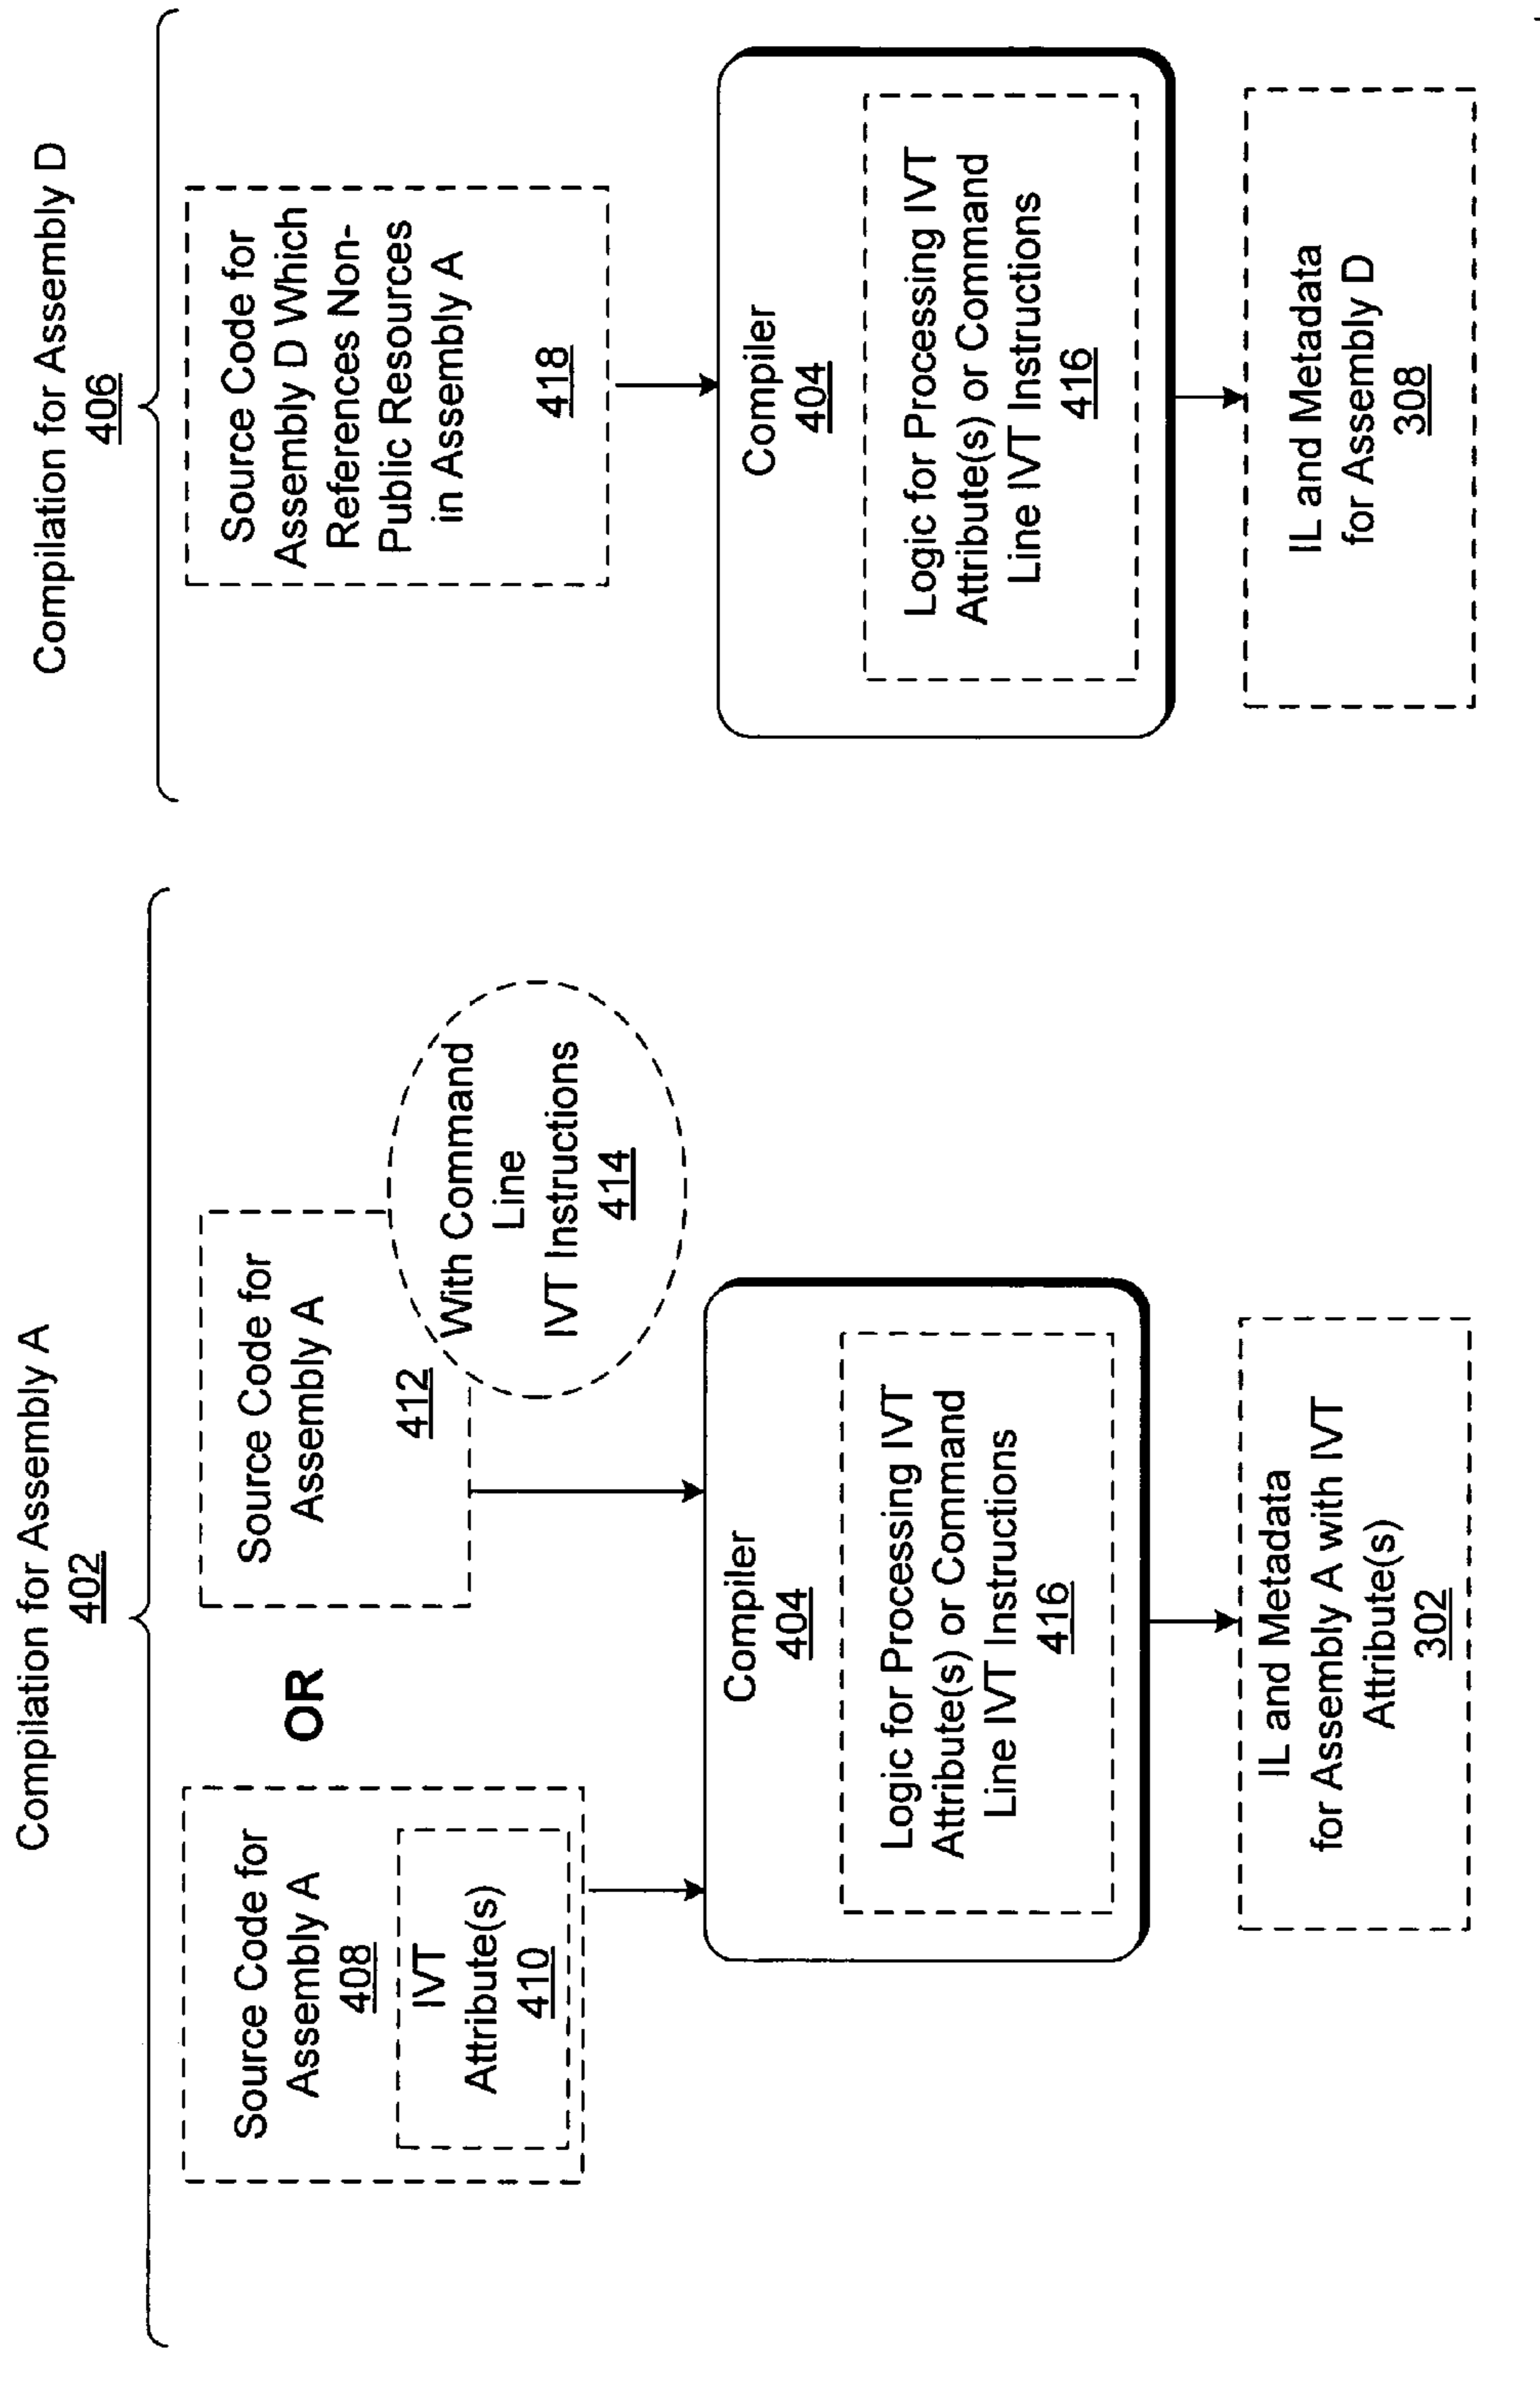 Compilation for Assembly A
402
Source Code for
Assembly A
408
IVT
Attribute(s)
410
OR
Source Code for
Assembly A
412
With Command
Line
IVT Instructions
414
Compiler
404
Logic for Processing IVT
Attribute(s) or Command
Line IVT Instructions
416
IL and Metadata
for Assembly A with IVT
Attribute(s)
302
Compilation for Assembly D
406
Source Code for
Assembly D Which
References Non-
Public Resources
in Assembly A
418
Compiler
404
Logic for Processing IVT
Attribute(s) or Command
Line IVT Instructions
416
IL and Metadata
for Assembly D
308